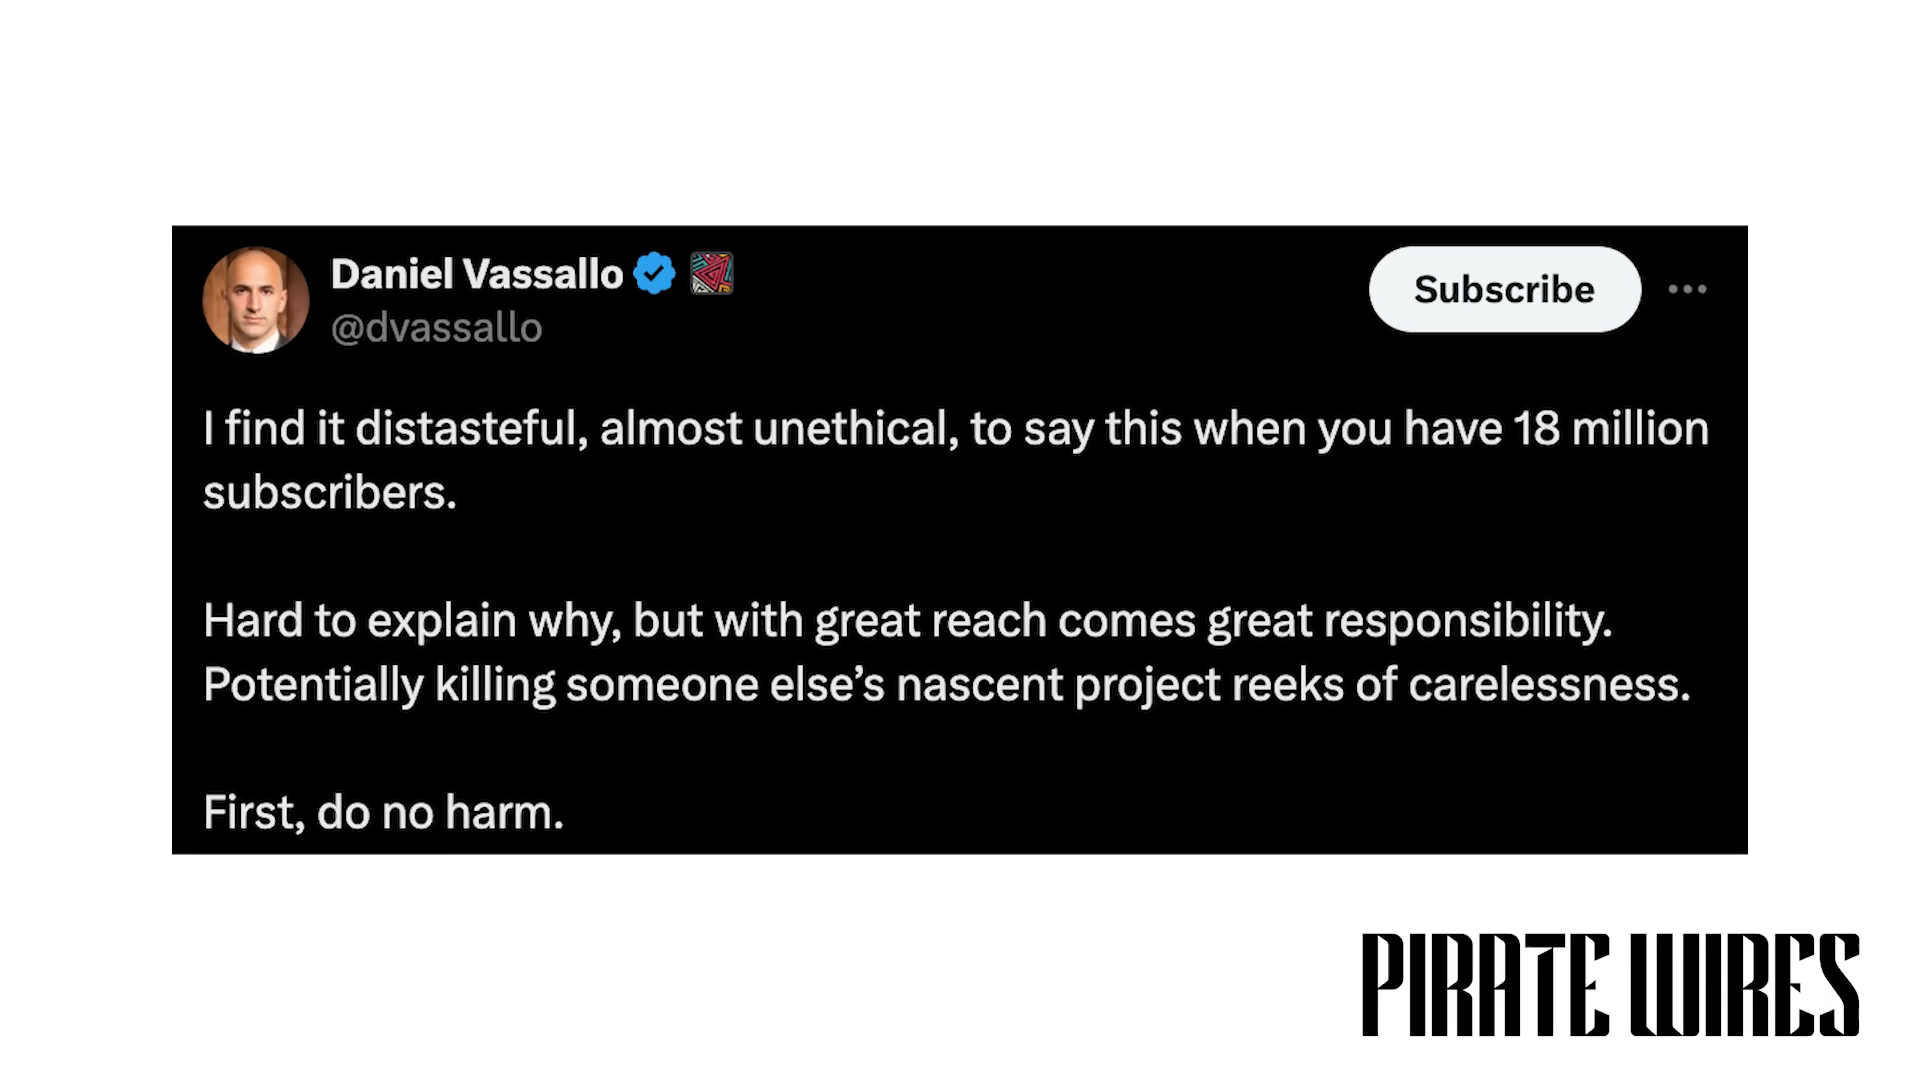 Daniel Vassallo
@dvassallo
Subscribe
I find it distasteful, almost unethical, to say this when you have 18 million
subscribers.
Hard to explain why, but with great reach comes great responsibility.
Potentially killing someone else’s nascent project reeks of carelessness.
First, do no harm.
PIRATE WIRES